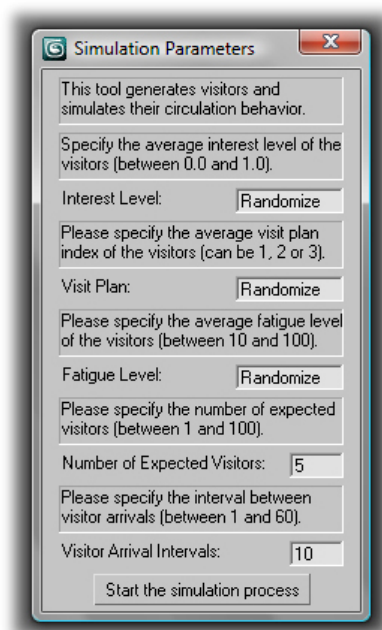 Simulation Parameters
This tool generates visitors and
simulates their circulation behavior.
Specify the average interest level of the
visitors (between 0.0 and 1.0).
Interest Level: Randomize
Please specify the average visit plan
index of the visitors (can be 1, 2 or 3).
Visit Plan: Randomize
Please specify the average fatigue level
of the visitors (between 10 and 100).
Fatigue Level: Randomize
Please specify the number of expected
visitors (between 1 and 100).
Number of Expected Visitors: 5
Please specify the interval between
visitor arrivals (between 1 and 60).
Visitor Arrival Intervals: 10
Start the simulation process